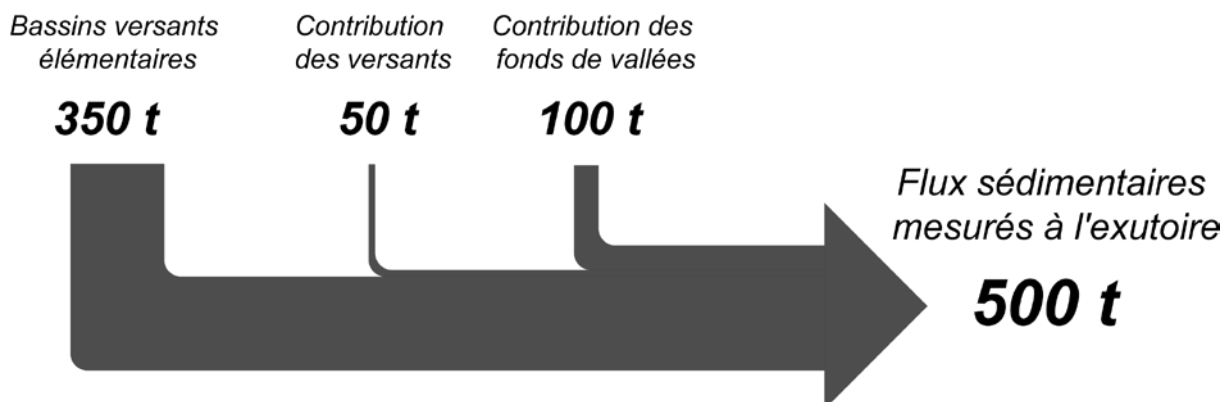 Bassins versants
élémentaires
350 t
Contribution
des versants
50 t
Contribution des
fonds de vallées
100 t
Flux sédimentaires
mesurés à l'exutoire
500 t